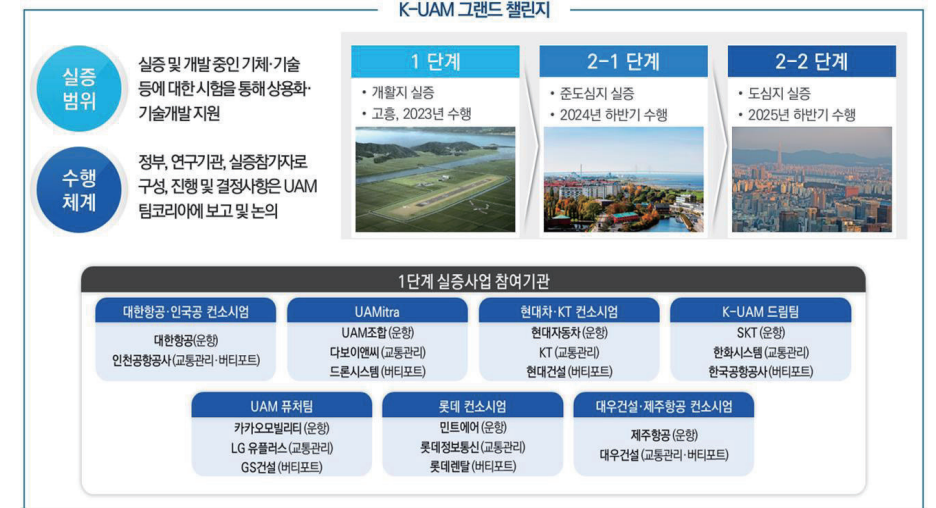 K-UAM 그랜드 챌린지
실증
범위
실증 및 개발 중인 기체·기술
등에 대한 시험을 통해 상용화·
기술개발 지원
수행
체계
정부, 연구기관, 실증참가자로
구성, 진행 및 결정사항은 UAM
팀코리아에 보고 및 논의
1 단계
• 개활지 실증
• 고흥, 2023년 수행
2-1 단계
• 준도심지 실증
• 2024년 하반기 수행
2-2 단계
• 도심지 실증
• 2025년 하반기 수행
1단계 실증사업 참여기관
대한항공·인국공 컨소시엄
대한항공(운항)
인천공항공사(교통관리·버티포트)
UAMitra
UAM조합(운항)
다보이앤씨(교통관리)
드론시스템(버티포트)
현대차·KT 컨소시엄
현대자동차(운항)
KT (교통관리)
현대건설(버티포트)
K-UAM 드림팀
SKT (운항)
한화시스템(교통관리)
한국공항공사(버티포트)
UAM 퓨처팀
카카오모빌리티(운항)
LG 유플러스(교통관리)
GS건설(버티포트)
롯데 컨소시엄
민트에어(운항)
롯데정보통신(교통관리)
롯데렌탈(버티포트)
대우건설·제주항공 컨소시엄
제주항공(운항)
대우건설(교통관리·버티포트)